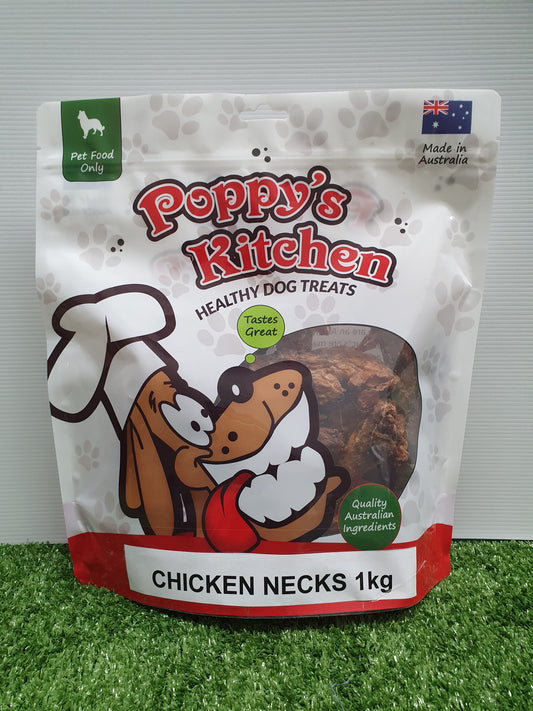 Pet Food
Only
Made in
Australia
Poppy's
Kitchen
HEALTHY DOG TREATS
Tastes
Great
Quality
Australian
Ingredients
CHICKEN NECKS 1kg